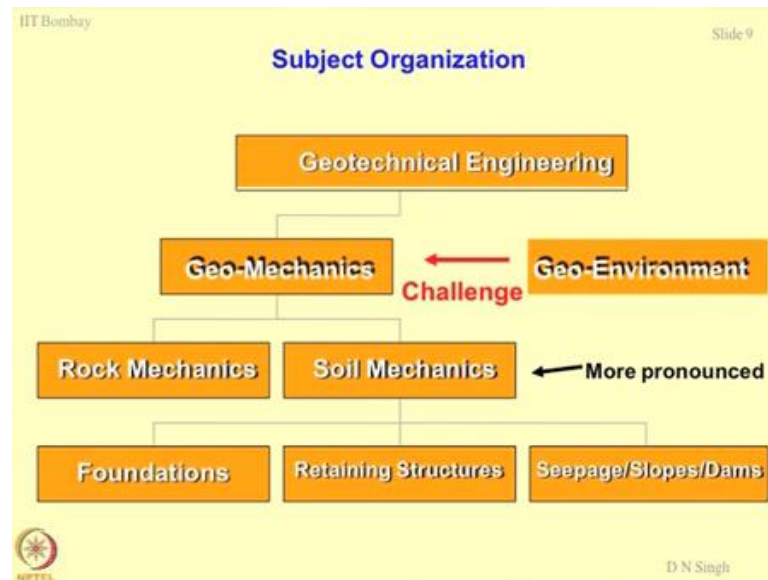 IIT Bombay
Slide 9
Subject Organization
Geotechnical Engineering
Geo-Mechanics
Geo-Environment
Challenge
Rock Mechanics
Soil Mechanics
More pronounced
Foundations
Retaining Structures
Seepage/Slopes/Dams
NPTEL
D N Singh